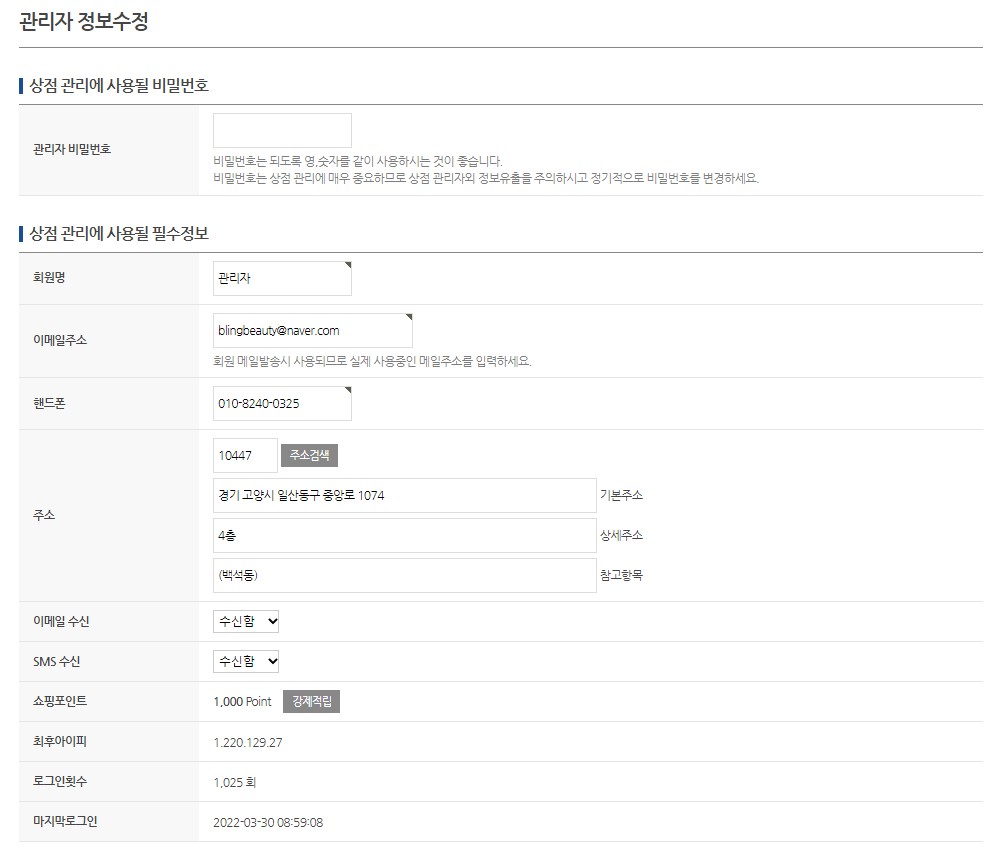 관리자 정보수정
상점 관리에 사용될 비밀번호
관리자 비밀번호
비밀번호는 되도록 영,숫자를 같이 사용하시는 것이 좋습니다.
비밀번호는 상점 관리에 매우 중요하므로 상점 관리자외 정보유출을 주의하시고 정기적으로 비밀번호를 변경하세요.
상점 관리에 사용될 필수정보
회원명 관리자
이메일주소 blingbeauty@naver.com
회원 메일발송시 사용되므로 실제 사용중인 메일주소를 입력하세요.
핸드폰 010-8240-0325
주소
10447 주소검색
경기 고양시 일산동구 중앙로 1074 기본주소
4층 상세주소
(백석동) 참고항목
이메일 수신 수신함
SMS 수신 수신함
쇼핑포인트 1,000 Point 강제적립
최후아이피 1.220.129.27
로그인횟수 1,025 회
마지막로그인 2022-03-30 08:59:08